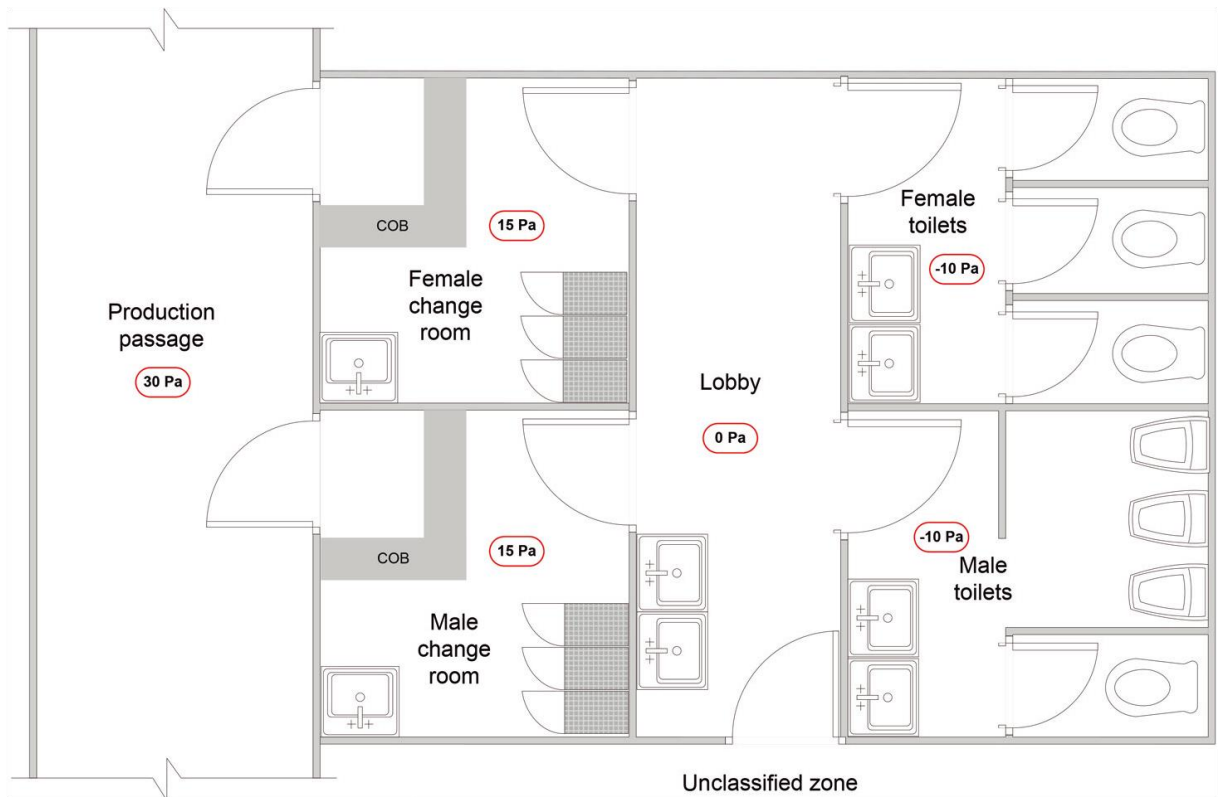 Production
passage
30 Pa
COB
15 Pa
Female
change
room
COB
15 Pa
Male
change
room
Lobby
0 Pa
Female
toilets
-10 Pa
-10 Pa
Male
toilets
Unclassified zone